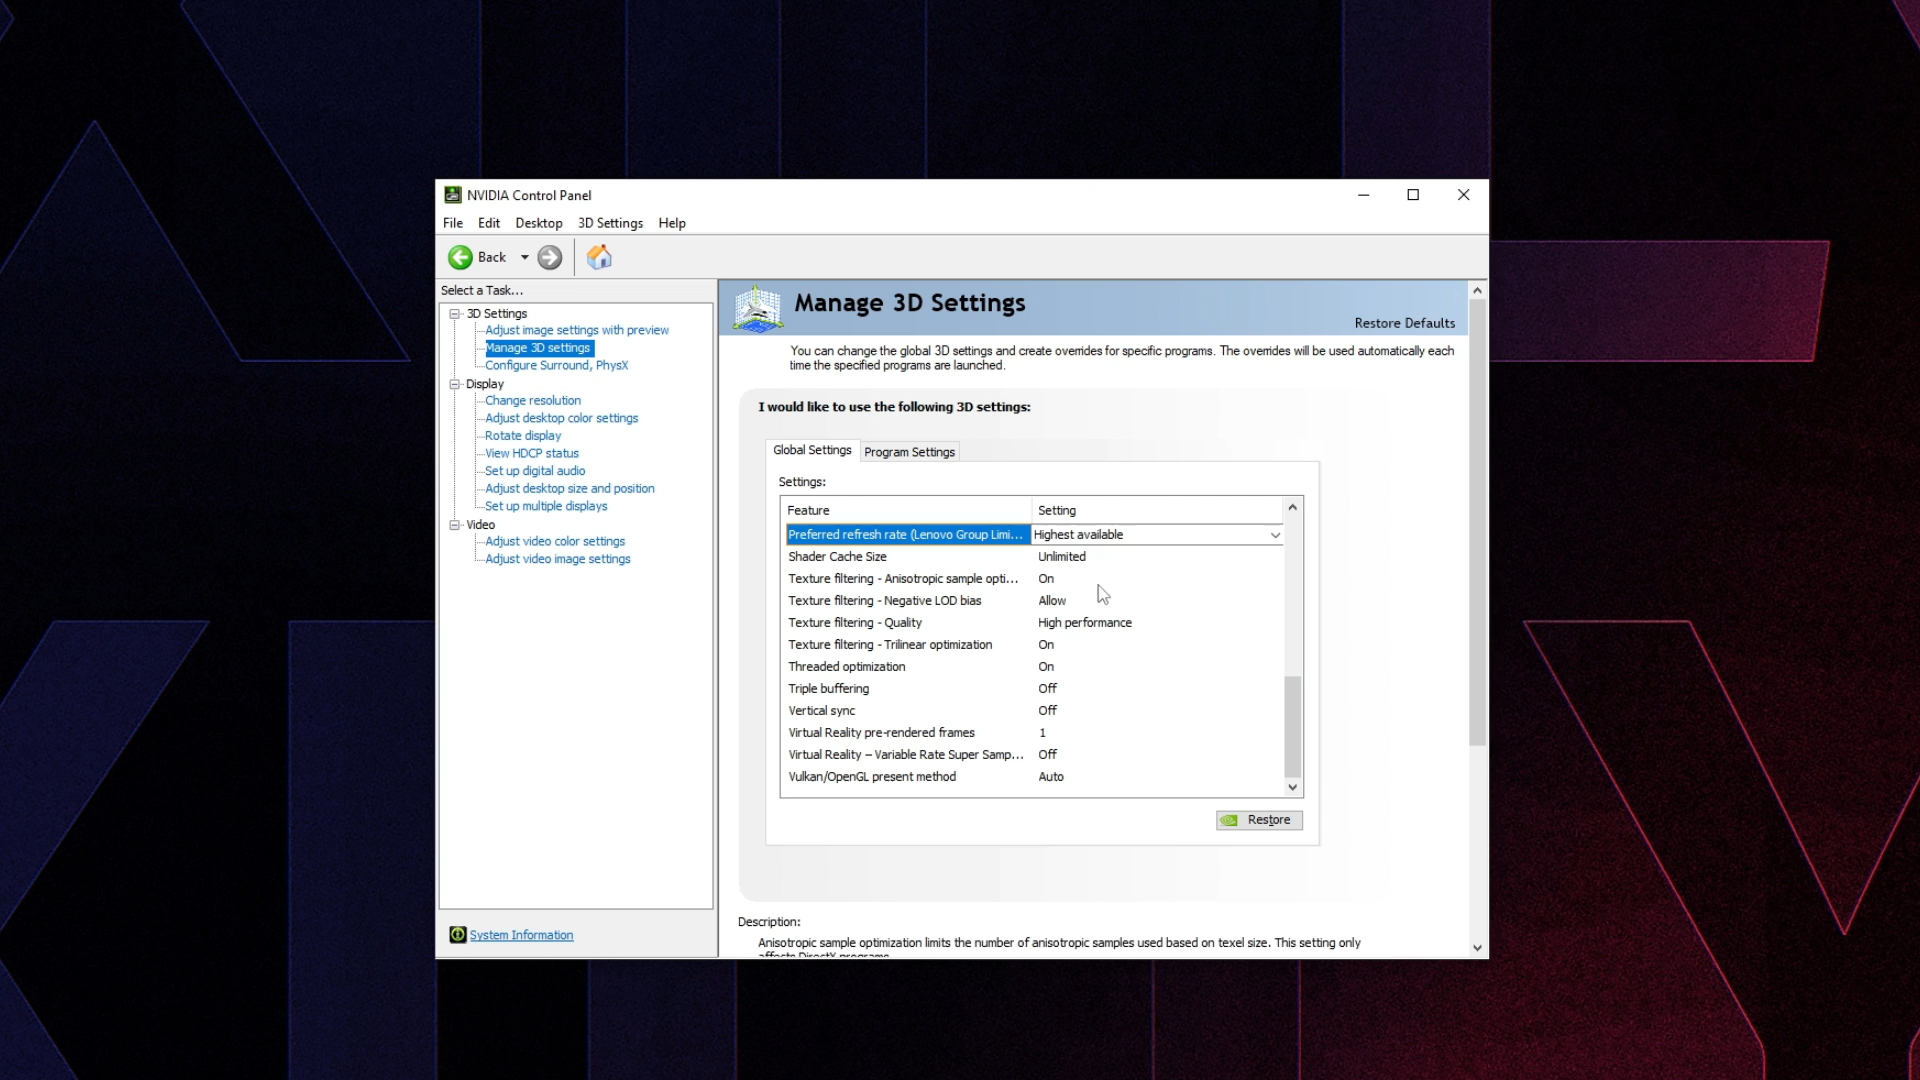 NVIDIA Control Panel
File Edit Desktop 3D Settings Help
Back
Select a Task...
3D Settings
Adjust image settings with preview
Manage 3D settings
Configure Surround, PhysX
Display
Change resolution
Adjust desktop color settings
Rotate display
View HDCP status
Set up digital audio
Adjust desktop size and position
Set up multiple displays
Video
Adjust video color settings
Adjust video image settings
System Information
Manage 3D Settings
Restore Defaults
You can change the global 3D settings and create overrides for specific programs. The overrides will be used automatically each
time the specified programs are launched.
I would like to use the following 3D settings:
Global Settings Program Settings
Settings:
Feature Setting
Preferred refresh rate (Lenovo Group Limi... Highest available
Shader Cache Size Unlimited
Texture filtering - Anisotropic sample opti... On
Texture filtering - Negative LOD bias Allow
Texture filtering - Quality High performance
Texture filtering - Trilinear optimization On
Threaded optimization On
Triple buffering Off
Vertical sync Off
Virtual Reality pre-rendered frames 1
Virtual Reality – Variable Rate Super Samp... Off
Vulkan/OpenGL present method Auto
Restore
Description:
Anisotropic sample optimization limits the number of anisotropic samples used based on texel size. This setting only
affects DirectX programs.